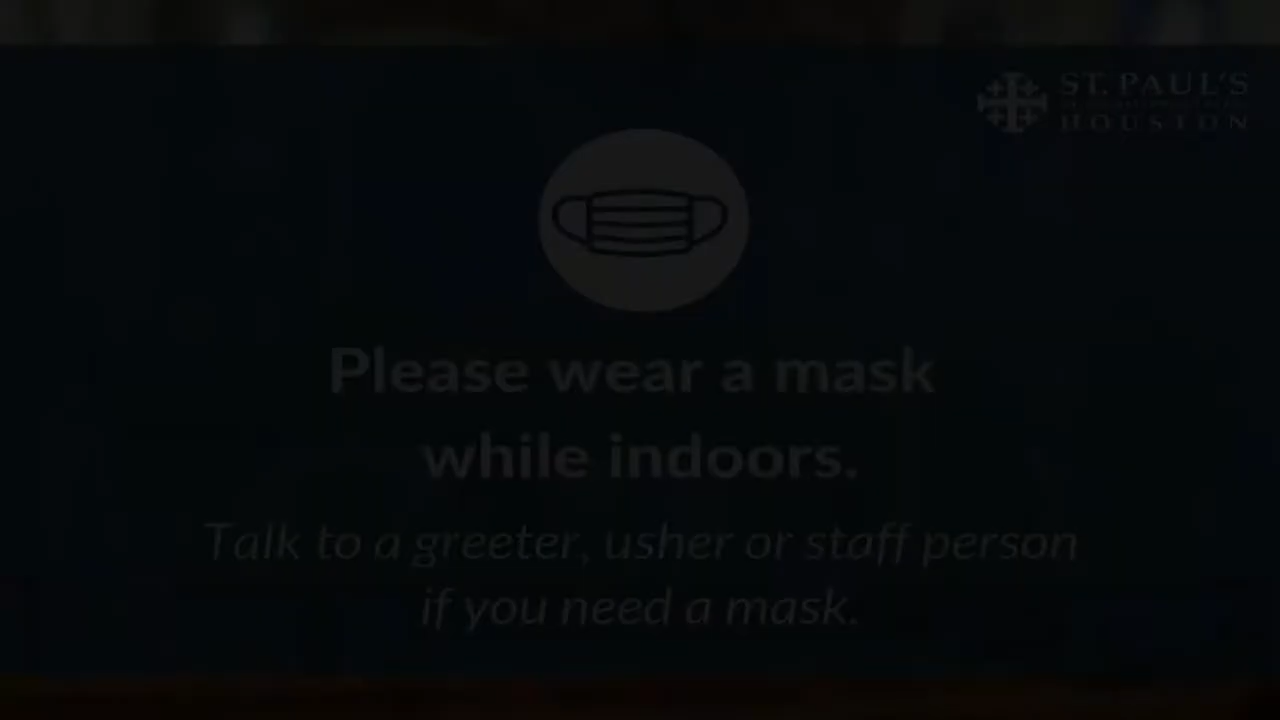 ST. PAUL'S
HOUSTON
Please wear a mask
while indoors.
Talk to a greeter, usher or staff person
if you need a mask.